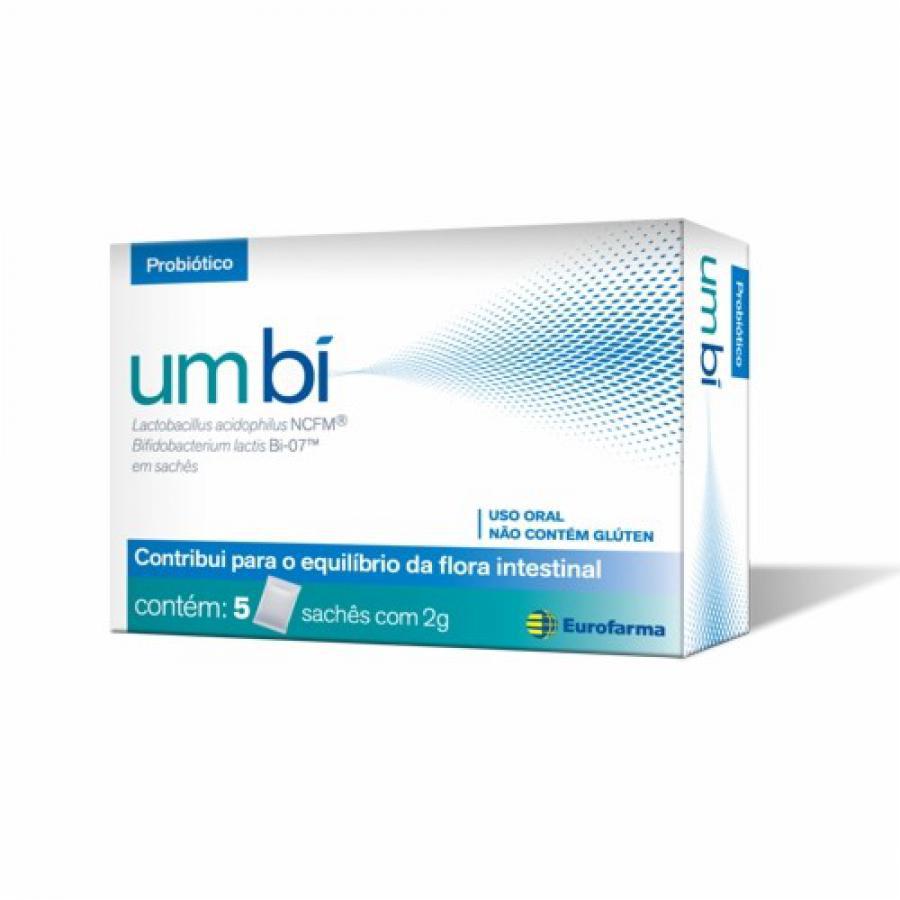 Probiótico
um bí
Lactobacillus acidophilus NCFM®
Bifidobacterium lactis Bi-07™
em sachês
USO ORAL
NÃO CONTÉM GLÚTEN
Contribui para o equilíbrio da flora intestinal
contém: 5 sachês com 2g
Eurofarma
Probiótico
um bí